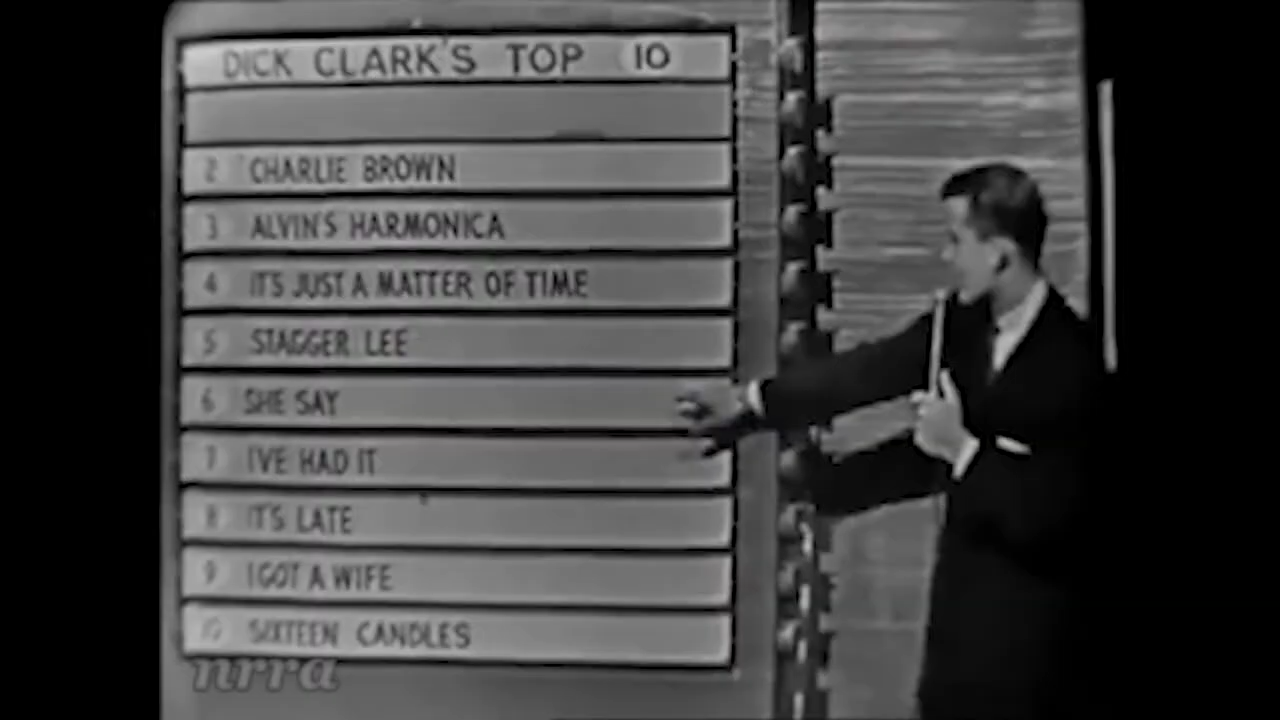 DICK CLARK'S TOP 10
2 CHARLIE BROWN
3 ALVIN'S HARMONICA
4 IT'S JUST A MATTER OF TIME
5 STAGGER LEE
6 SHE SAY
7 I'VE HAD IT
8 IT'S LATE
9 I GOT A WIFE
10 SIXTEEN CANDLES
nrra